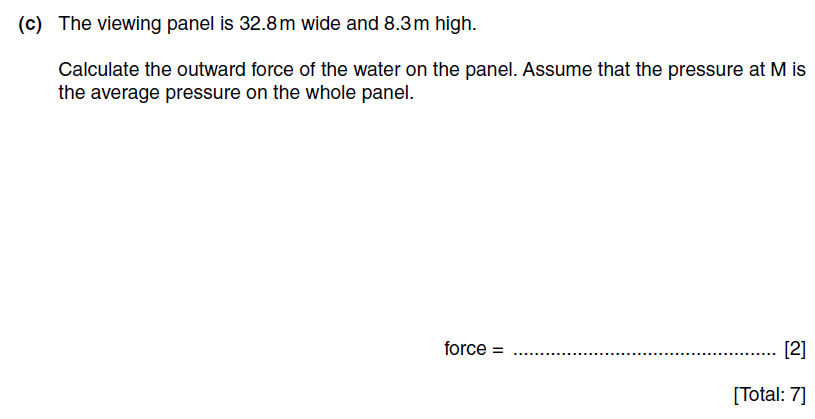 (c) The viewing panel is 32.8 m wide and 8.3 m high.
Calculate the outward force of the water on the panel. Assume that the pressure at M is
the average pressure on the whole panel.
force = .................................................. [2]
[Total: 7]